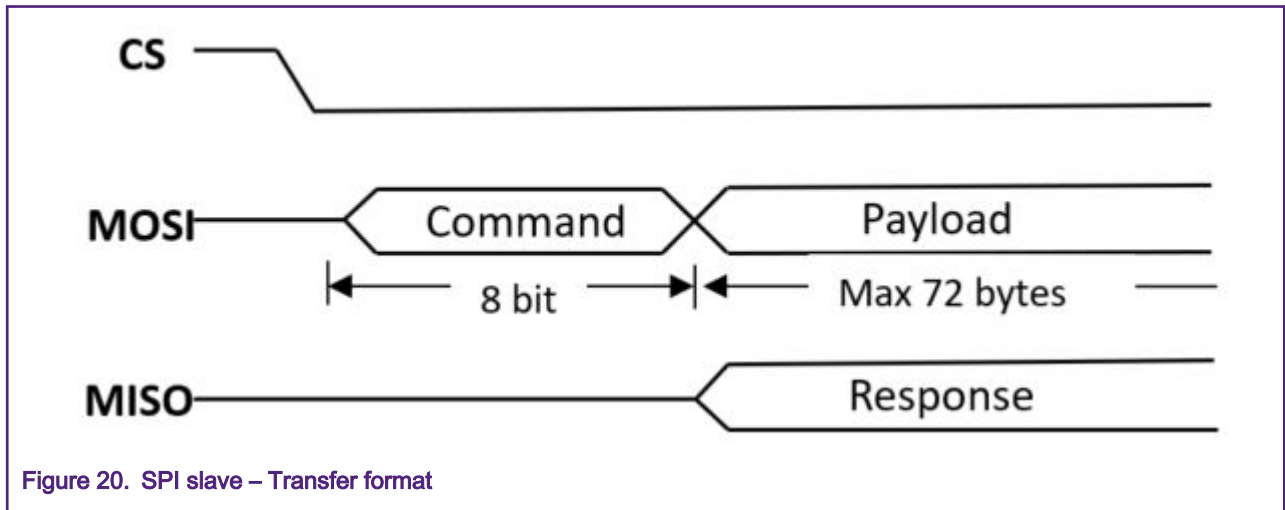 CS
MOSI Command Payload
8 bit Max 72 bytes
MISO Response
Figure 20. SPI slave – Transfer format